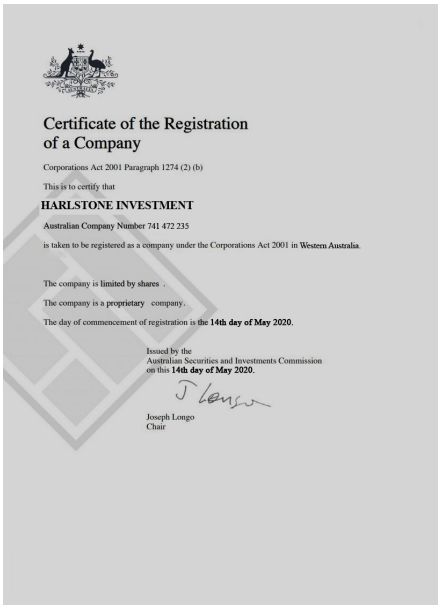 Certificate of the Registration
of a Company
Corporations Act 2001 Paragraph 1274 (2) (b)
This is to certify that
HARLSTONE INVESTMENT
Australian Company Number 741 472 235
is taken to be registered as a company under the Corporations Act 2001 in Western Australia.
The company is limited by shares .
The company is a proprietary company.
The day of commencement of registration is the 14th day of May 2020.
Issued by the
Australian Securities and Investments Commission
on this 14th day of May 2020.
J Longo
Joseph Longo
Chair